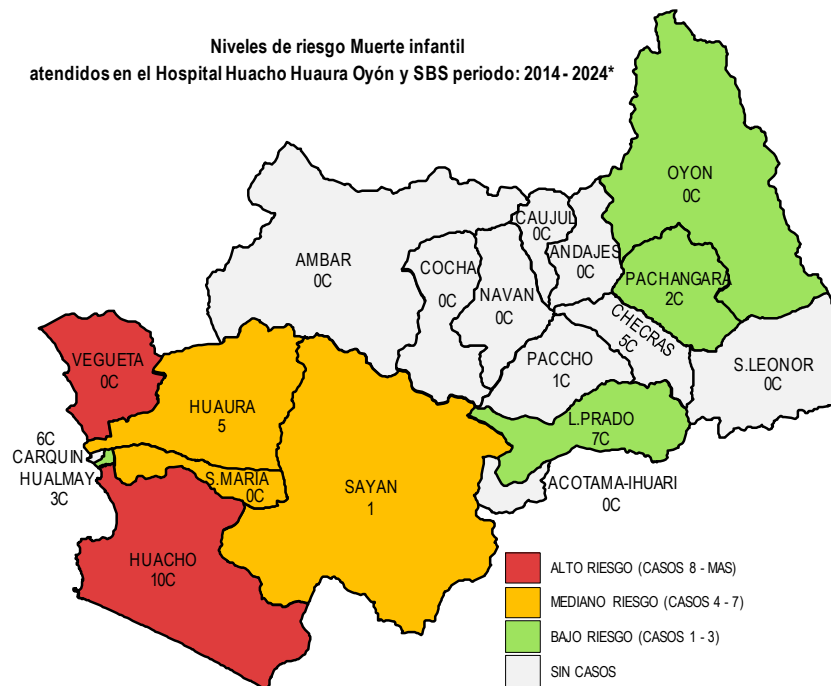 Niveles de riesgo Muerte infantil
atendidos en el Hospital Huacho Huaura Oyón y SBS periodo: 2014 - 2024*
OYON
0C
CAUJUL
0C
ANDAJES
0C
AMBAR
0C
COCHA
0C
NAVAN
0C
PACHANGARA
2C
CHECRAS
5C
S.LEONOR
0C
PACCHO
1C
VEGUETA
0C
HUAURA
5
L.PRADO
7C
6C
CARQUIN
HUALMAY
3C
S.MARIA
0C
SAYAN
1
ACOTAMA-IHUARI
0C
HUACHO
10C
ALTO RIESGO (CASOS 8 - MAS)
MEDIANO RIESGO (CASOS 4 - 7)
BAJO RIESGO (CASOS 1 - 3)
SIN CASOS